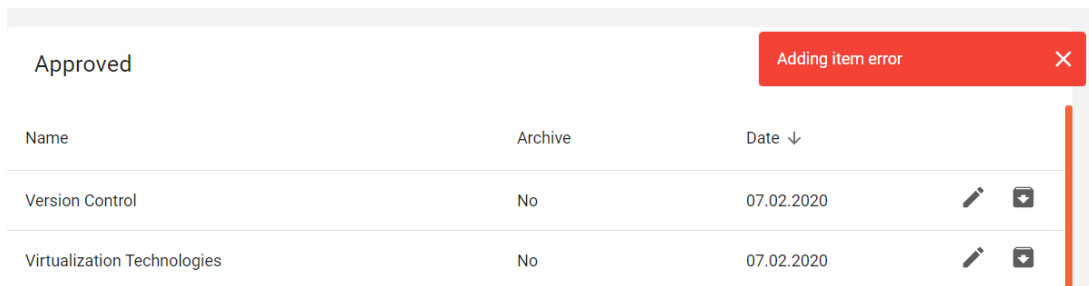 Approved
Adding item error
Name Archive Date
Version Control No 07.02.2020
Virtualization Technologies No 07.02.2020